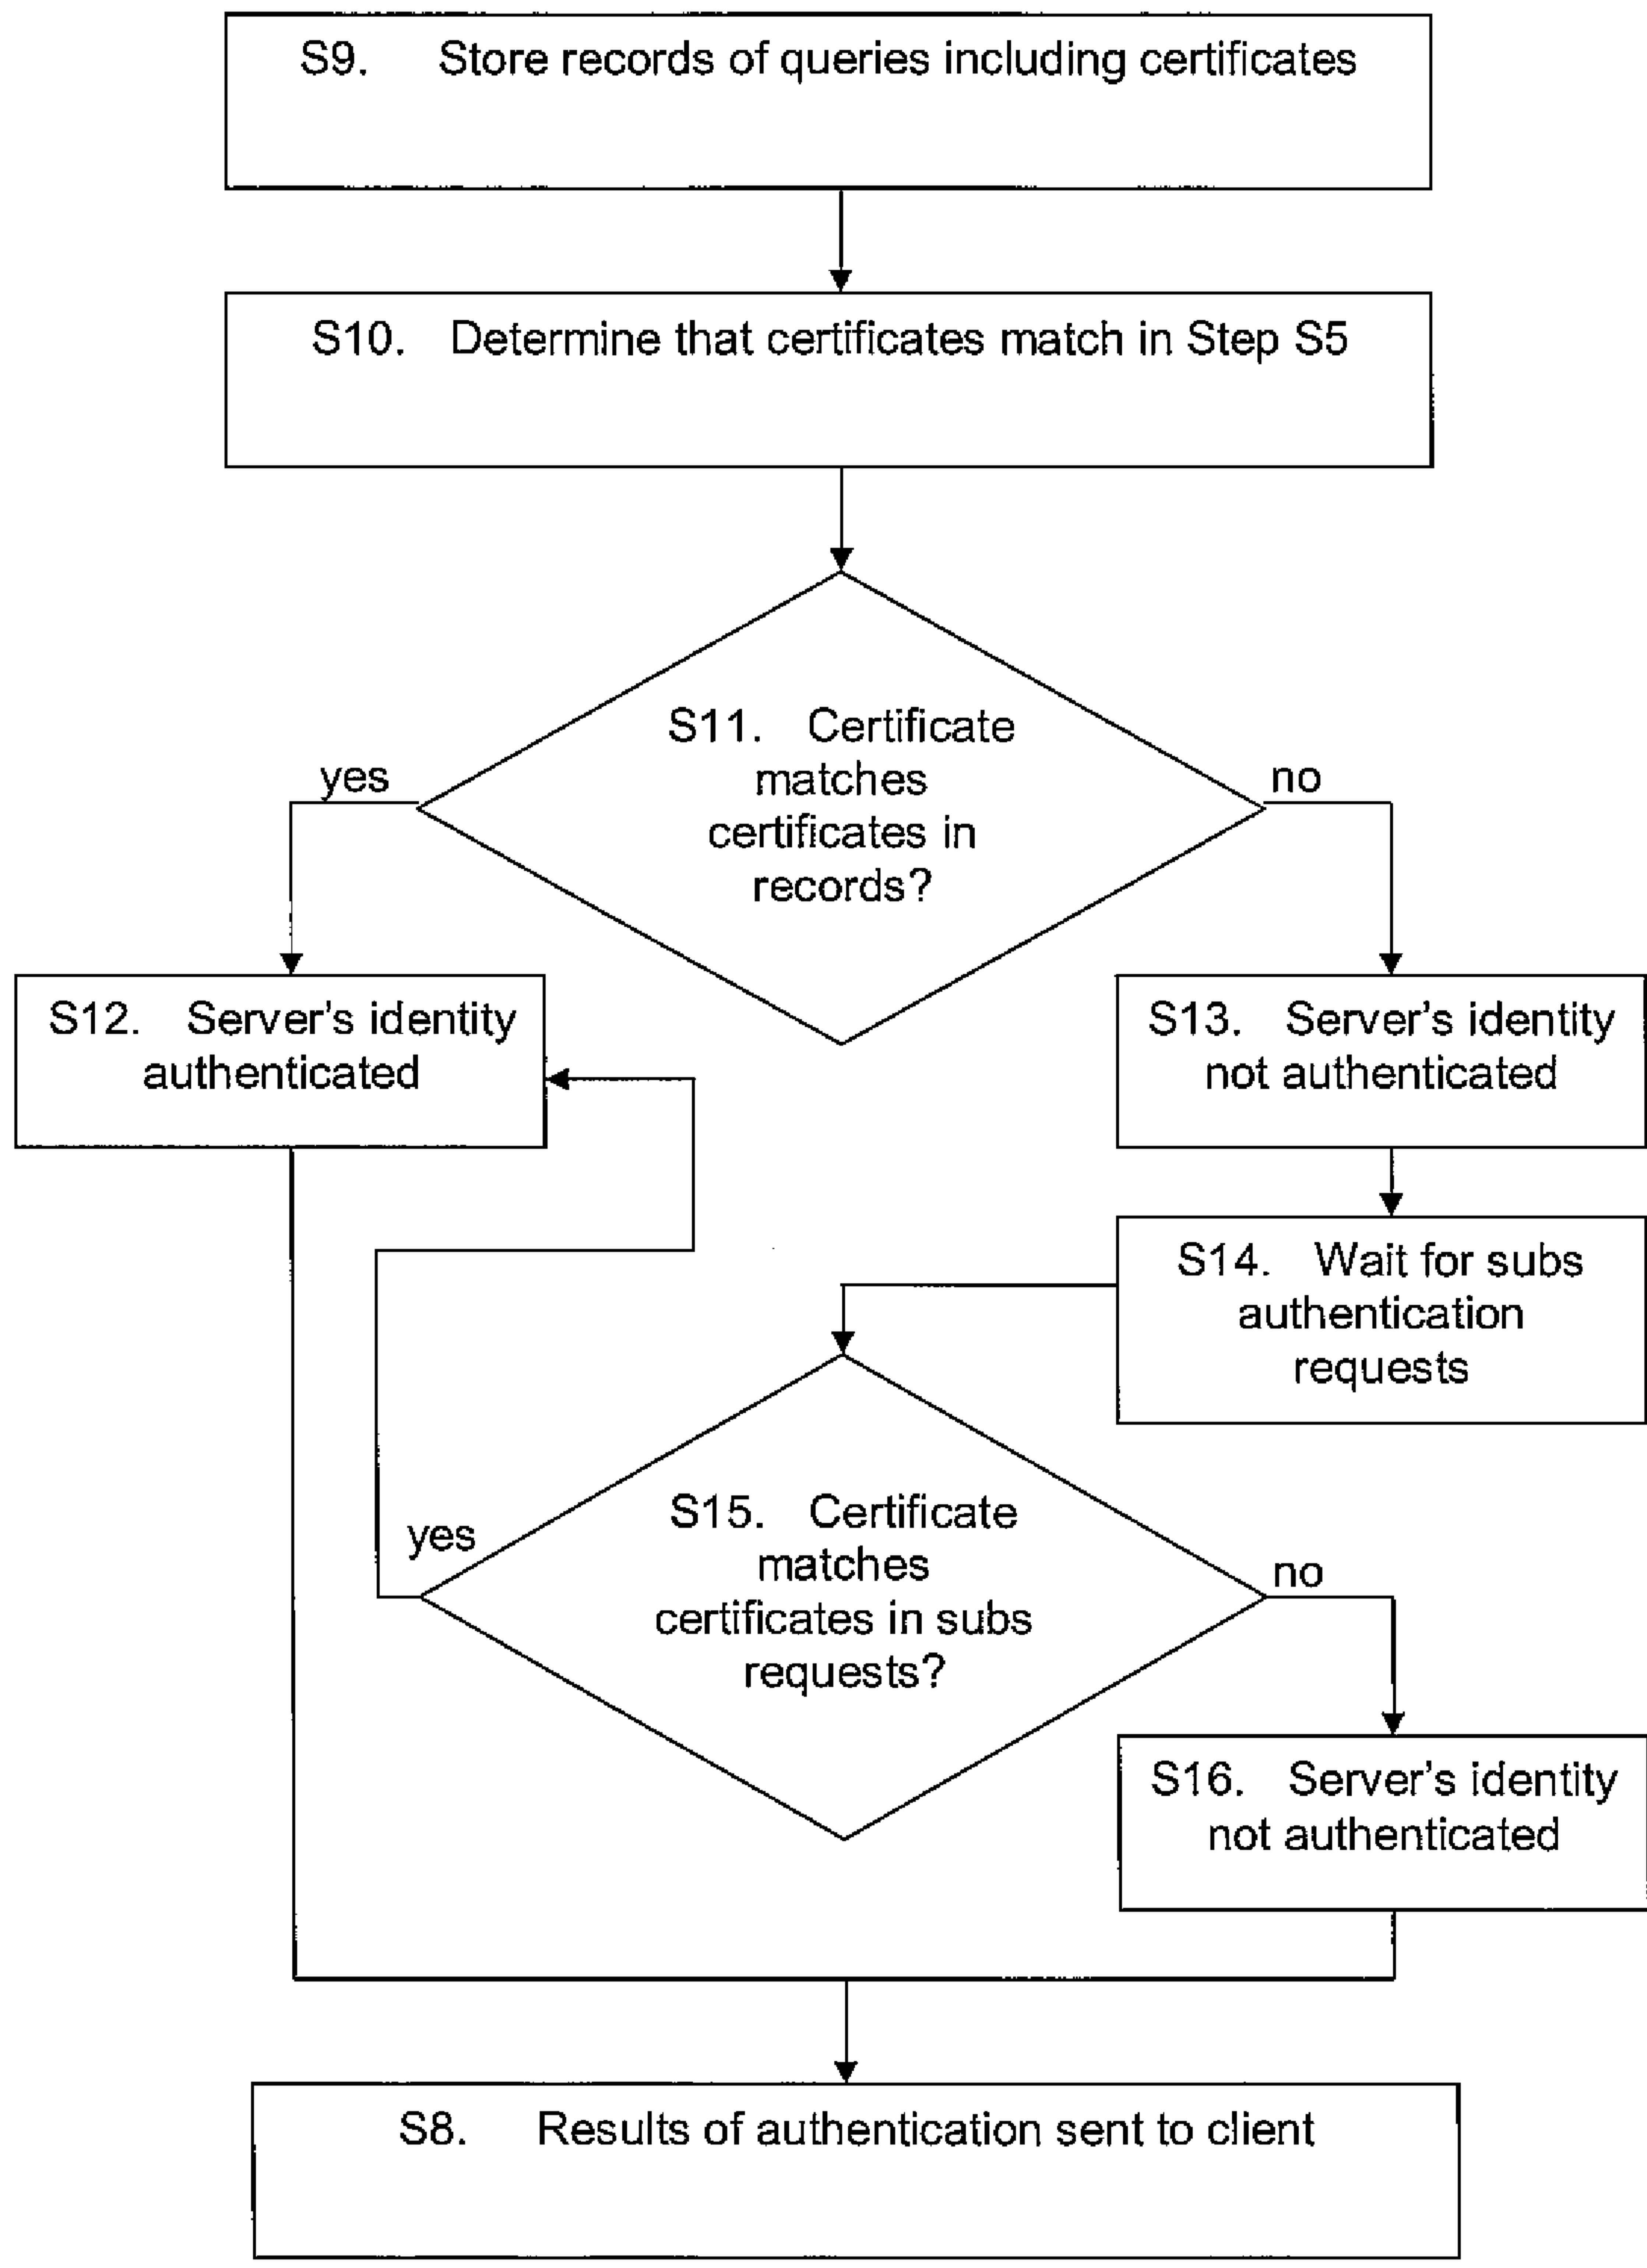 S9. Store records of queries including certificates
S10. Determine that certificates match in Step S5
S11. Certificate
matches
certificates in
records?
yes
no
S12. Server's identity
authenticated
S13. Server's identity
not authenticated
S14. Wait for subs
authentication
requests
S15. Certificate
matches
certificates in subs
requests?
yes
no
S16. Server's identity
not authenticated
S8. Results of authentication sent to client